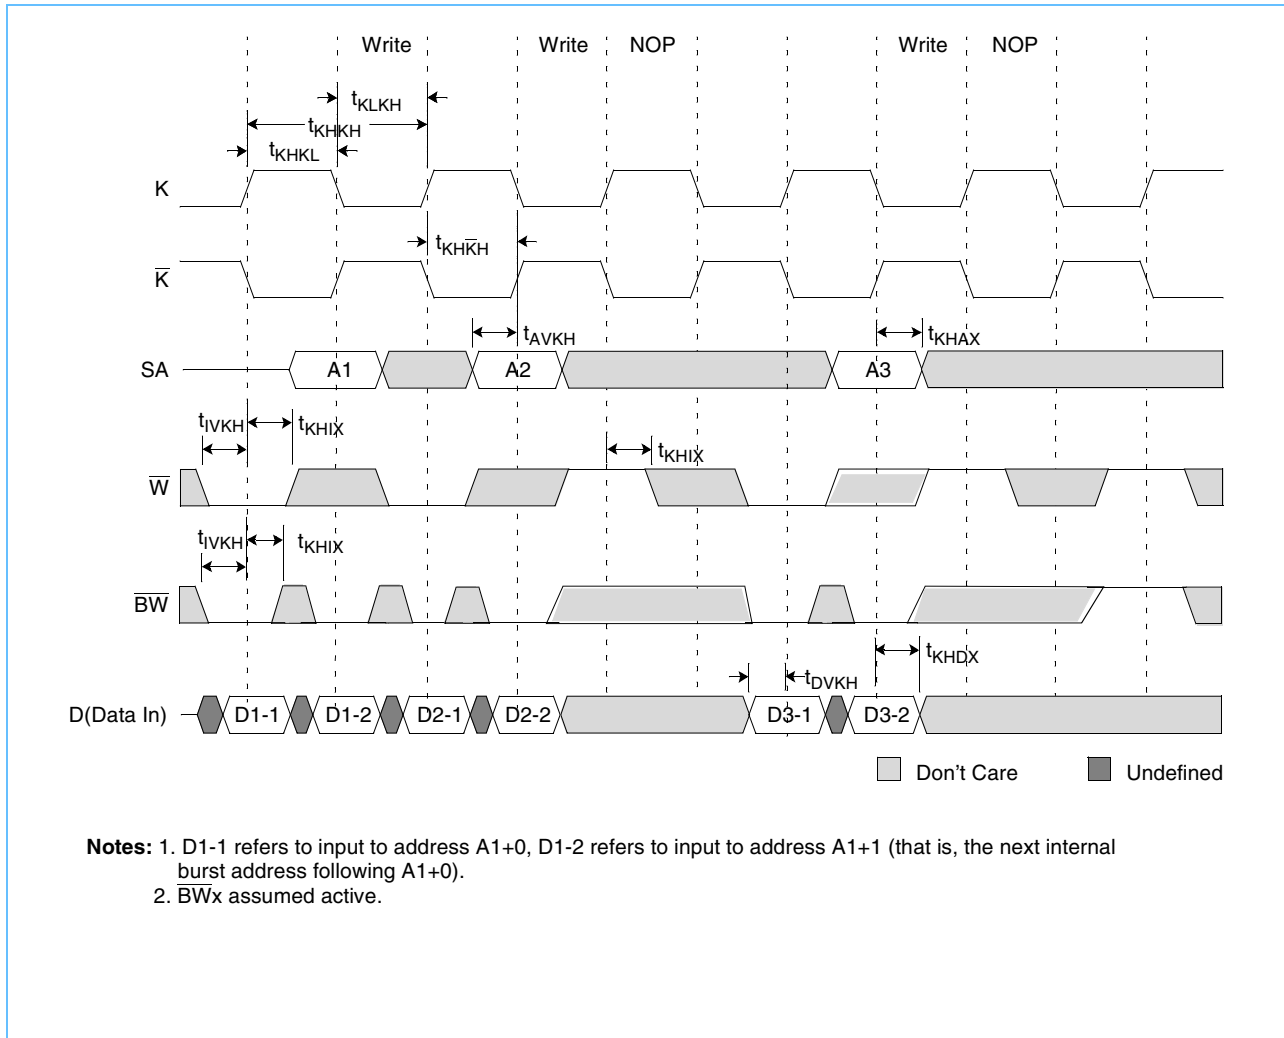 Write Write NOP Write NOP
tKLKH
tKHKH
tKHKL
K
tKHK̅H
K̅
tAVKH tKHAX
SA A1 A2 A3
tIVKH tKHIX
tKHIX
W̅
tIVKH tKHIX
B̅W̅
tKHDX
tDVKH
D(Data In) D1-1 D1-2 D2-1 D2-2 D3-1 D3-2
Don't Care Undefined
Notes: 1. D1-1 refers to input to address A1+0, D1-2 refers to input to address A1+1 (that is, the next internal
burst address following A1+0).
2. B̅W̅x assumed active.